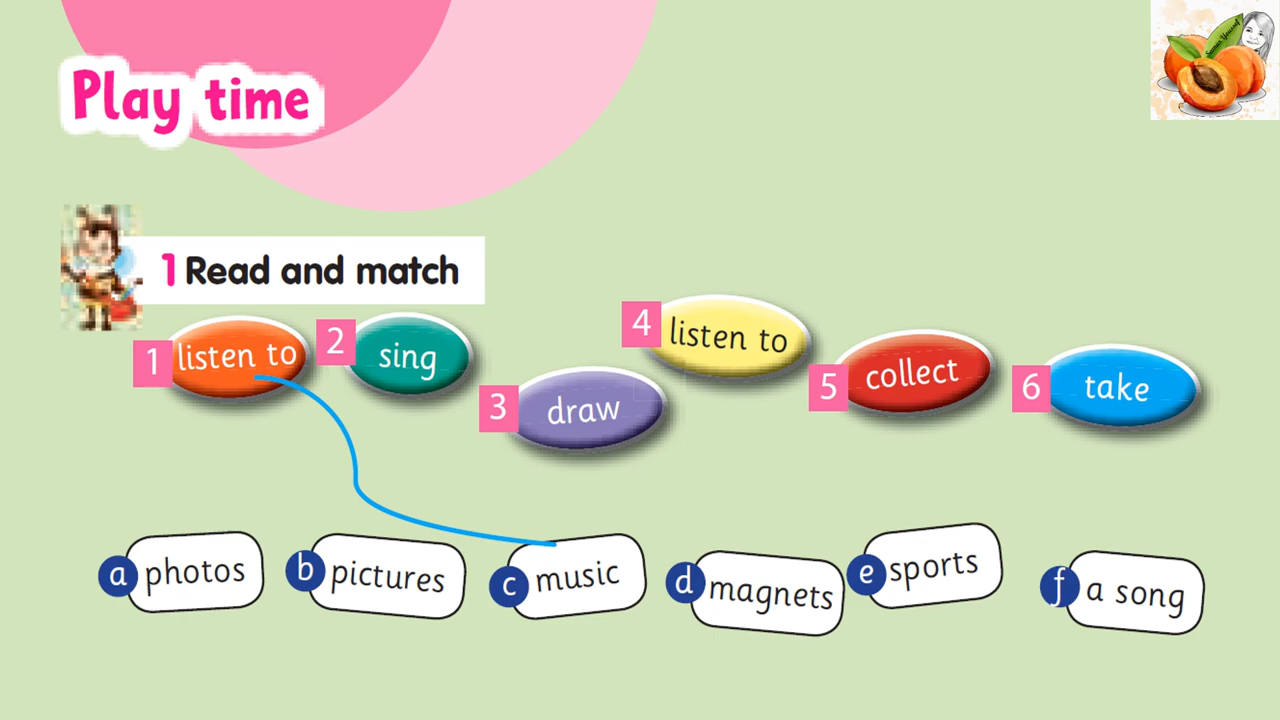 Play time
1 Read and match
1 listen to
2 sing
3 draw
4 listen to
5 collect
6 take
a photos
b pictures
c music
d magnets
e sports
f a song